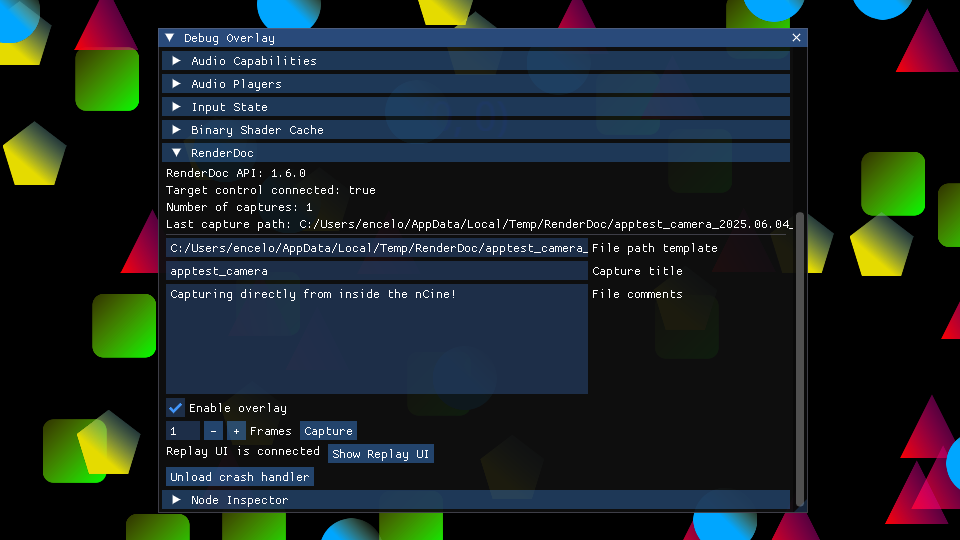 Debug Overlay
Audio Capabilities
Audio Players
Input State
Binary Shader Cache
RenderDoc
RenderDoc API: 1.6.0
Target control connected: true
Number of captures: 1
Last capture path: C:/Users/encelo/AppData/Local/Temp/RenderDoc/apptest_camera_2025.06.04_
C:/Users/encelo/AppData/Local/Temp/RenderDoc/apptest_camera_ File path template
apptest_camera Capture title
Capturing directly from inside the nCine! File comments
Enable overlay
1 - + Frames Capture
Replay UI is connected Show Replay UI
Unload crash handler
Node Inspector